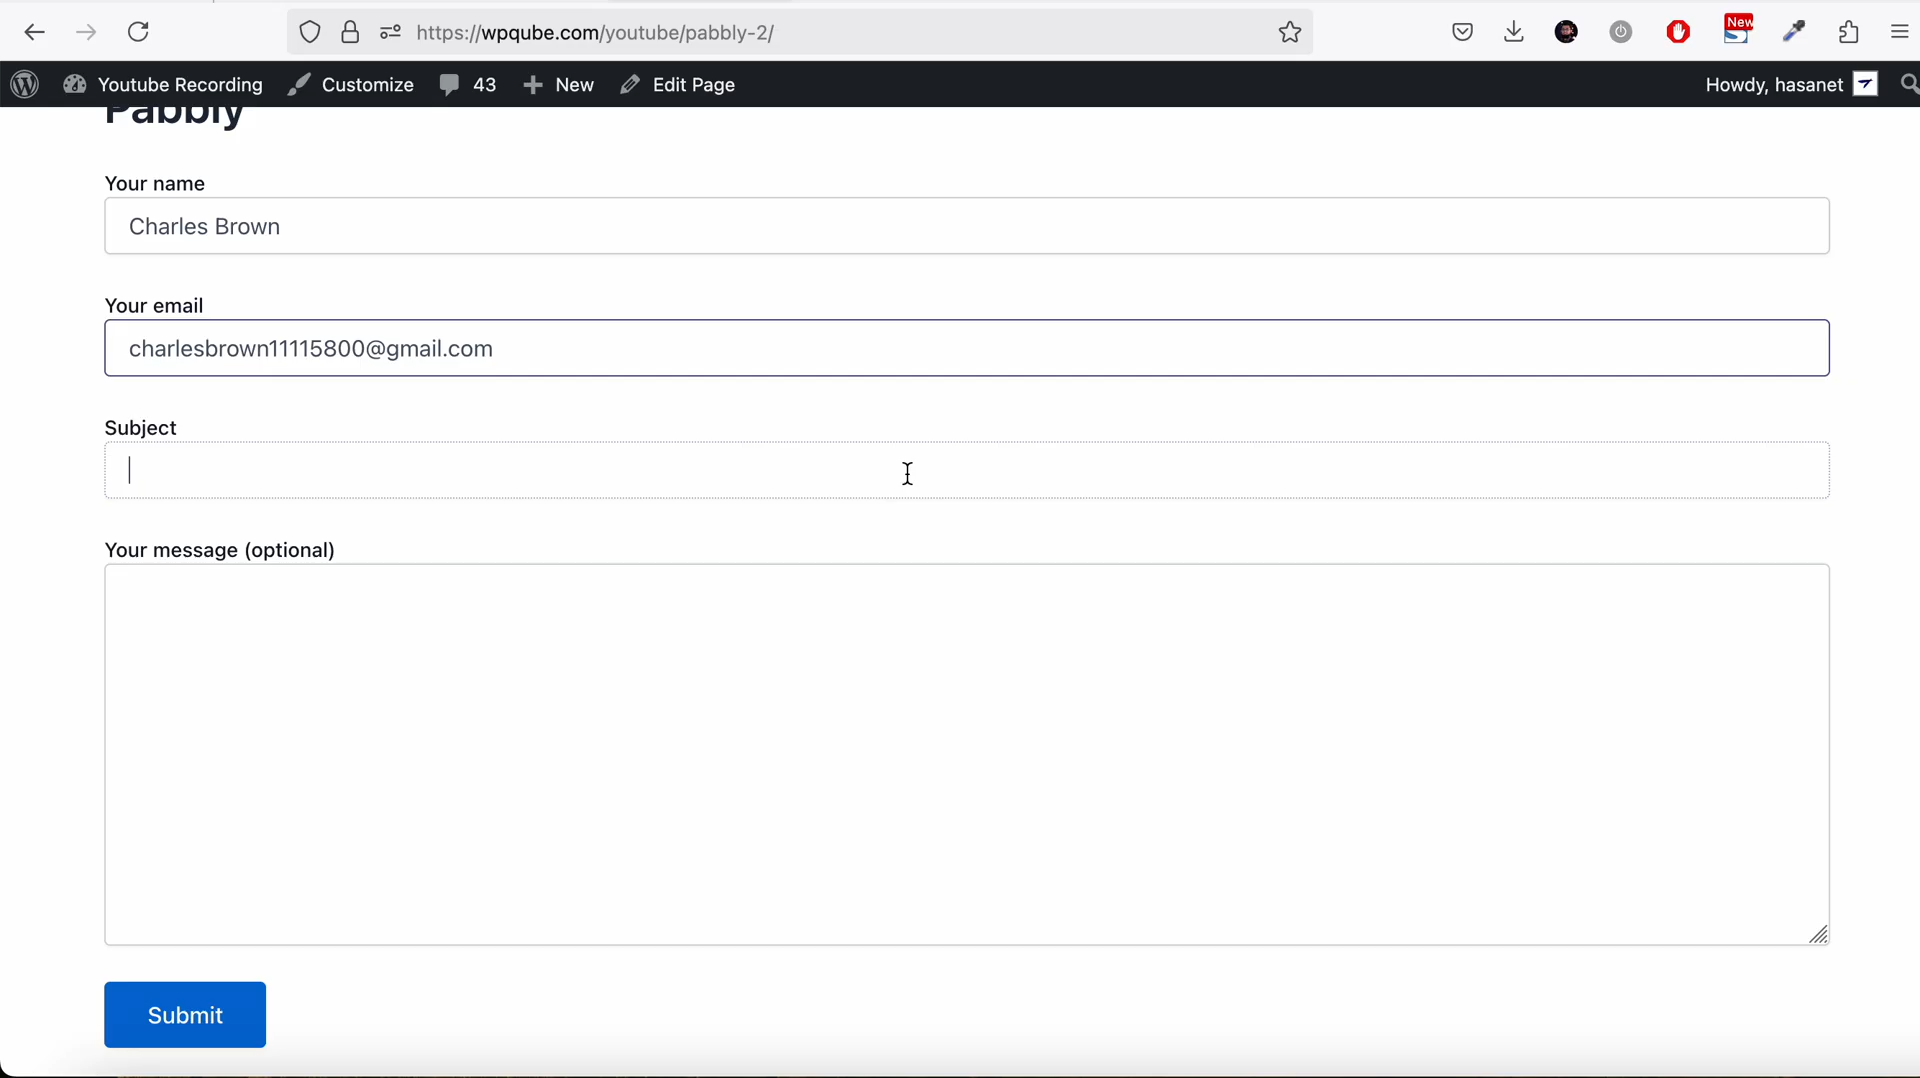 https://wpqube.com/youtube/pabbly-2/
New
Youtube Recording Customize 43 New Edit Page Howdy, hasanet
Pabbly
Your name
Charles Brown
Your email
charlesbrown11115800@gmail.com
Subject
Your message (optional)
Submit